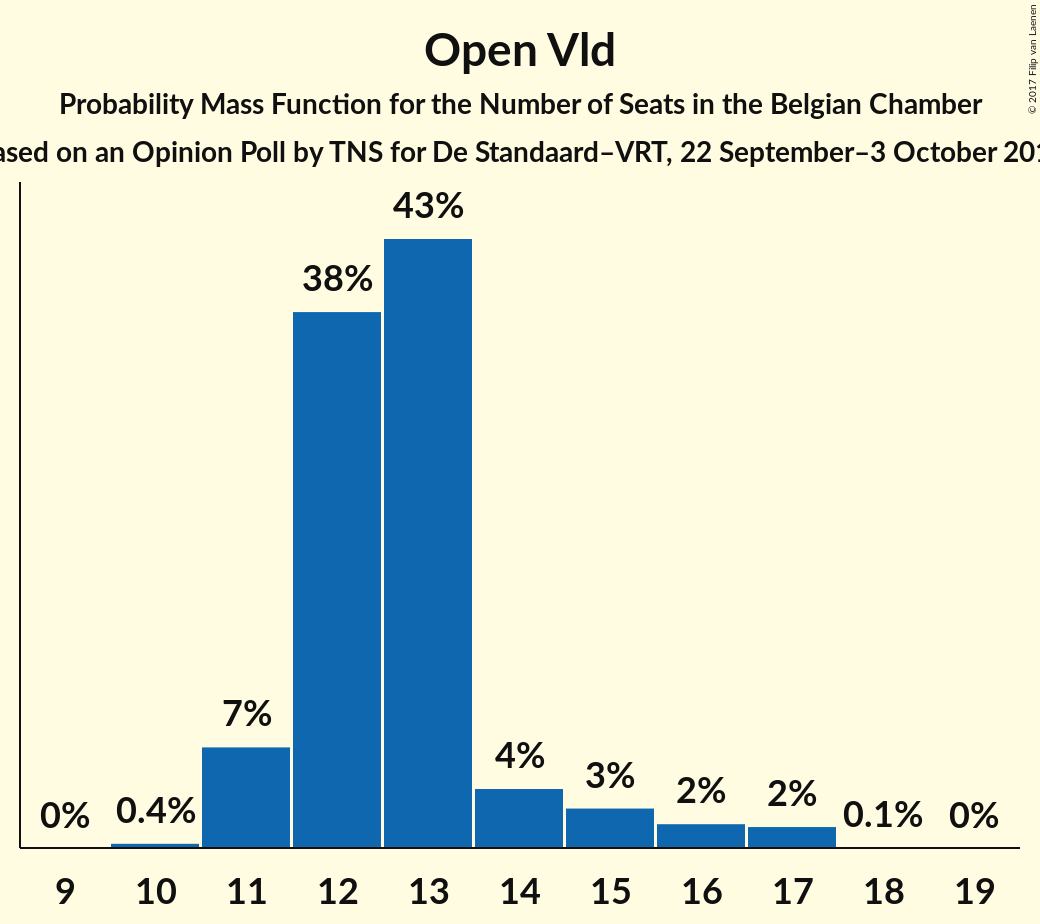 Open Vld
Probability Mass Function for the Number of Seats in the Belgian Chamber
on an Opinion Poll by TNS for De Standaard–VRT, 22 September–3 October
43%
38%
7%
4%
3%
2%
2%
0%
0.4%
0.1%
0%
9 10 11 12 13 14 15 16 17 18 19
© 2017 Filip van Laenen